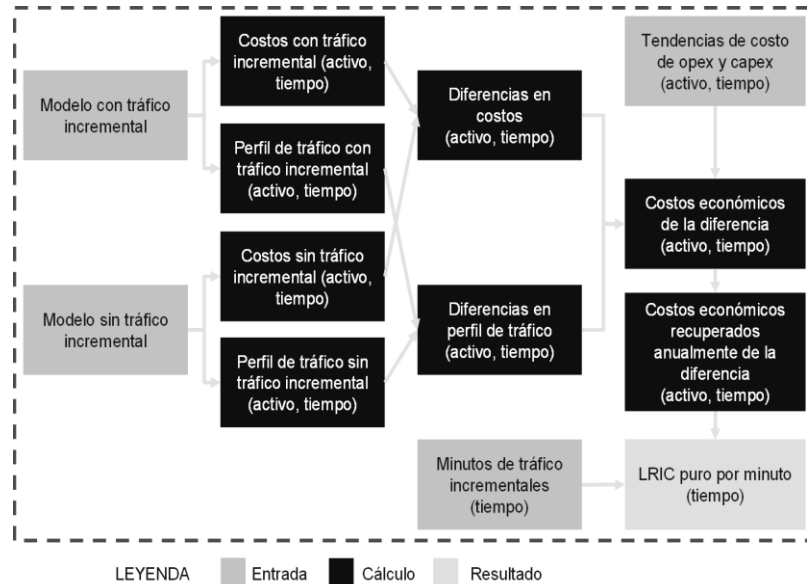 Modelo con tráfico
incremental
Costos con tráfico
incremental (activo,
tiempo)
Perfil de tráfico con
tráfico incremental
(activo, tiempo)
Modelo sin tráfico
incremental
Costos sin tráfico
incremental (activo,
tiempo)
Perfil de tráfico sin
tráfico incremental
(activo, tiempo)
Diferencias en
costos
(activo, tiempo)
Diferencias en
perfil de tráfico
(activo, tiempo)
Minutos de tráfico
incrementales
(tiempo)
Tendencias de costo
de opex y capex
(activo, tiempo)
Costos económicos
de la diferencia
(activo, tiempo)
Costos económicos
recuperados
anualmente de la
diferencia
(activo, tiempo)
LRIC puro por minuto
(tiempo)
LEYENDA Entrada Cálculo Resultado